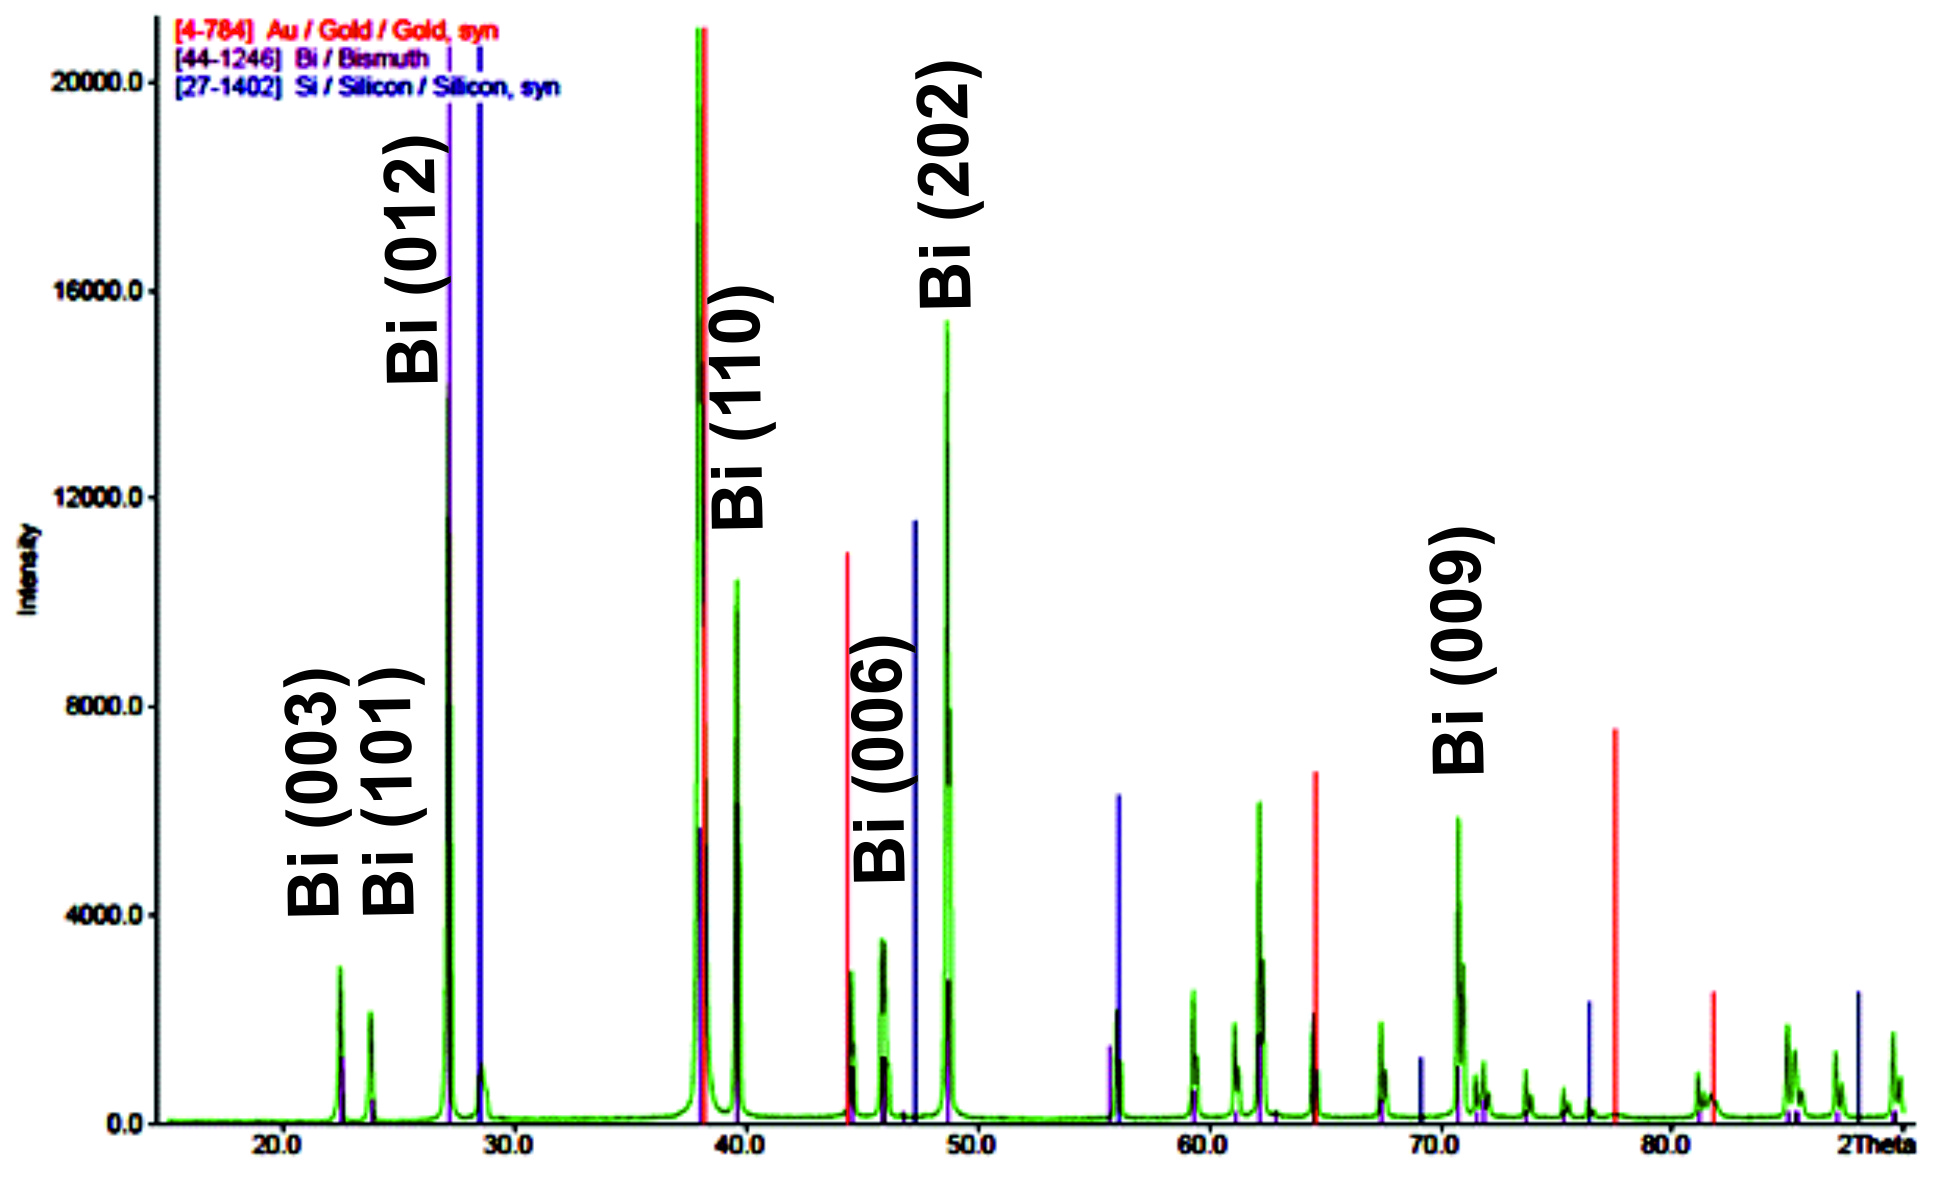 [4-784] Au / Gold / Gold, syn
[44-1246] Bi / Bismuth
[27-1402] Si / Silicon / Silicon, syn
20000.0
16000.0
12000.0
8000.0
4000.0
0.0
Intensity
Bi (003)
Bi (101)
Bi (012)
Bi (110)
Bi (006)
Bi (202)
Bi (009)
20.0 30.0 40.0 50.0 60.0 70.0 80.0 2Theta